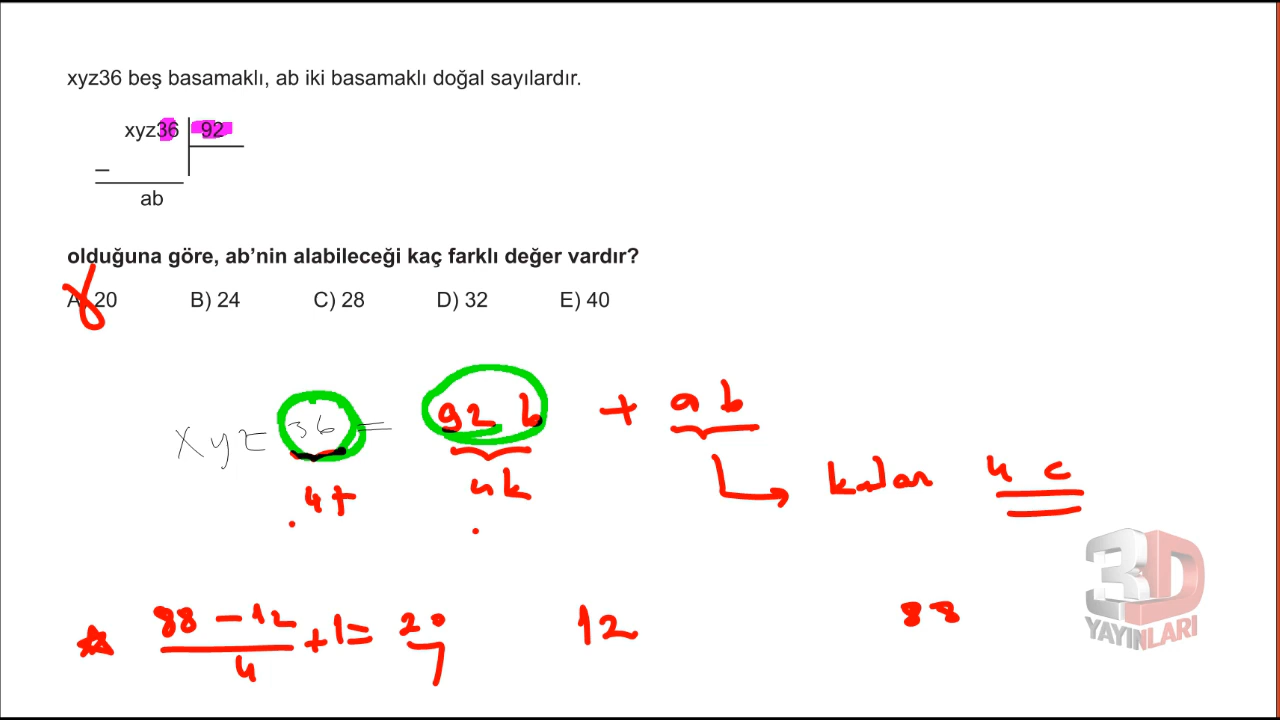 xyz36 beş basamaklı, ab iki basamaklı doğal sayılardır.
xyz36 92
–
ab
olduğuna göre, ab'nin alabileceği kaç farklı değer vardır?
A) 20 B) 24 C) 28 D) 32 E) 40
xyz36 = 92 b + ab
4t 4k kalan 4c
88 - 12 / 4 + 1 = 20 12 88
3D
YAYINLARI